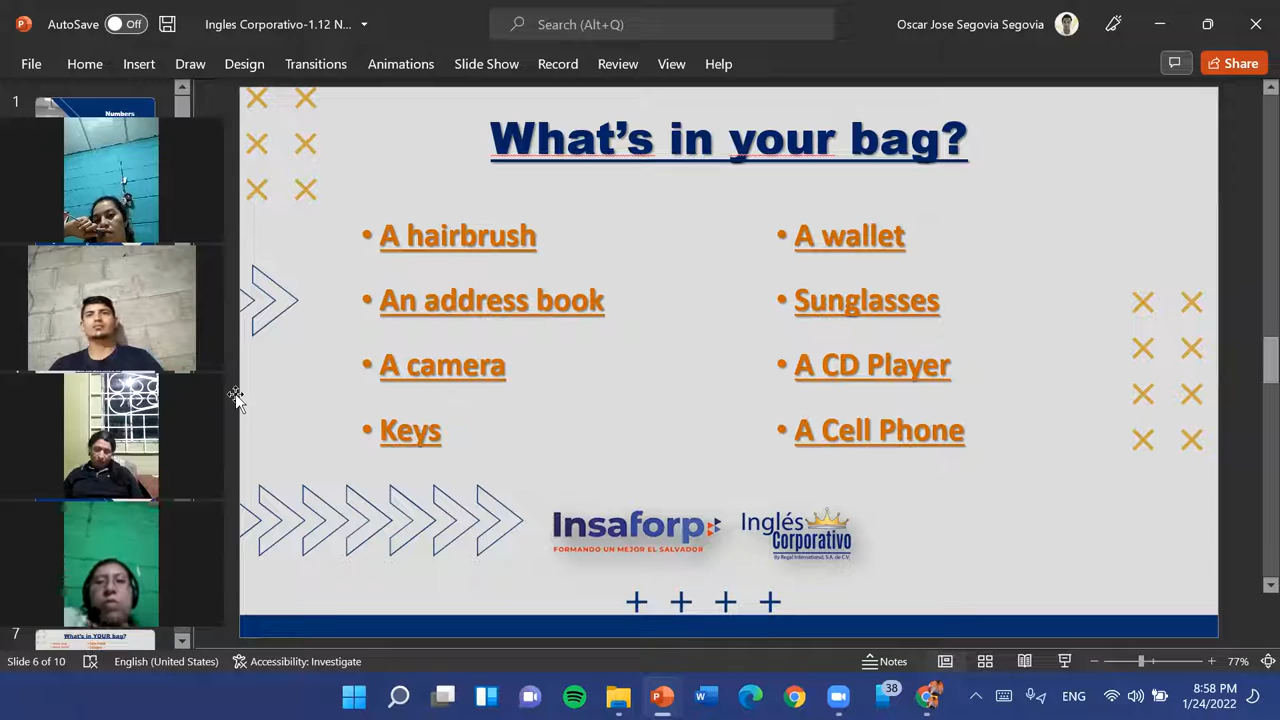 AutoSave Off
Ingles Corporativo-1.12 N...
Search (Alt+Q)
Oscar Jose Segovia Segovia
File Home Insert Draw Design Transitions Animations Slide Show Record Review View Help
Share
1
Numbers
What's in your bag?
• A hairbrush
• An address book
• A camera
• Keys
• A wallet
• Sunglasses
• A CD Player
• A Cell Phone
Insaforp
FORMANDO UN MEJOR EL SALVADOR
Inglés
Corporativo
By Regal International, S.A. de C.V.
7
What's in YOUR bag?
Slide 6 of 10
English (United States)
Accessibility: Investigate
Notes
77%
38
ENG
8:58 PM
1/24/2022